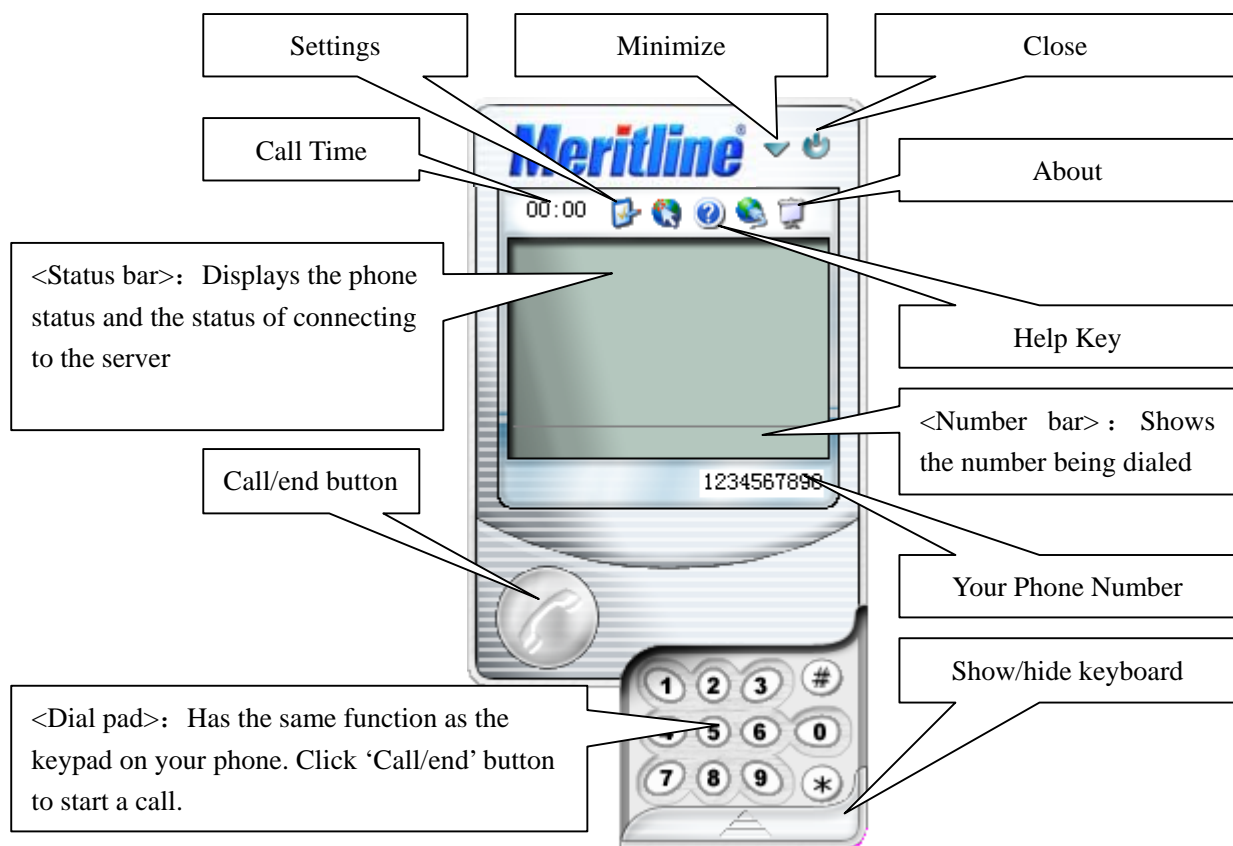 Settings
Minimize
Close
Meritline®
Call Time
About
00:00
<Status bar>：Displays the phone
status and the status of connecting
to the server
Help Key
<Number bar>：Shows
the number being dialed
Call/end button
1234567890
Your Phone Number
Show/hide keyboard
1 2 3 #
4 5 6 0
7 8 9 *
<Dial pad>：Has the same function as the
keypad on your phone. Click ‘Call/end’ button
to start a call.